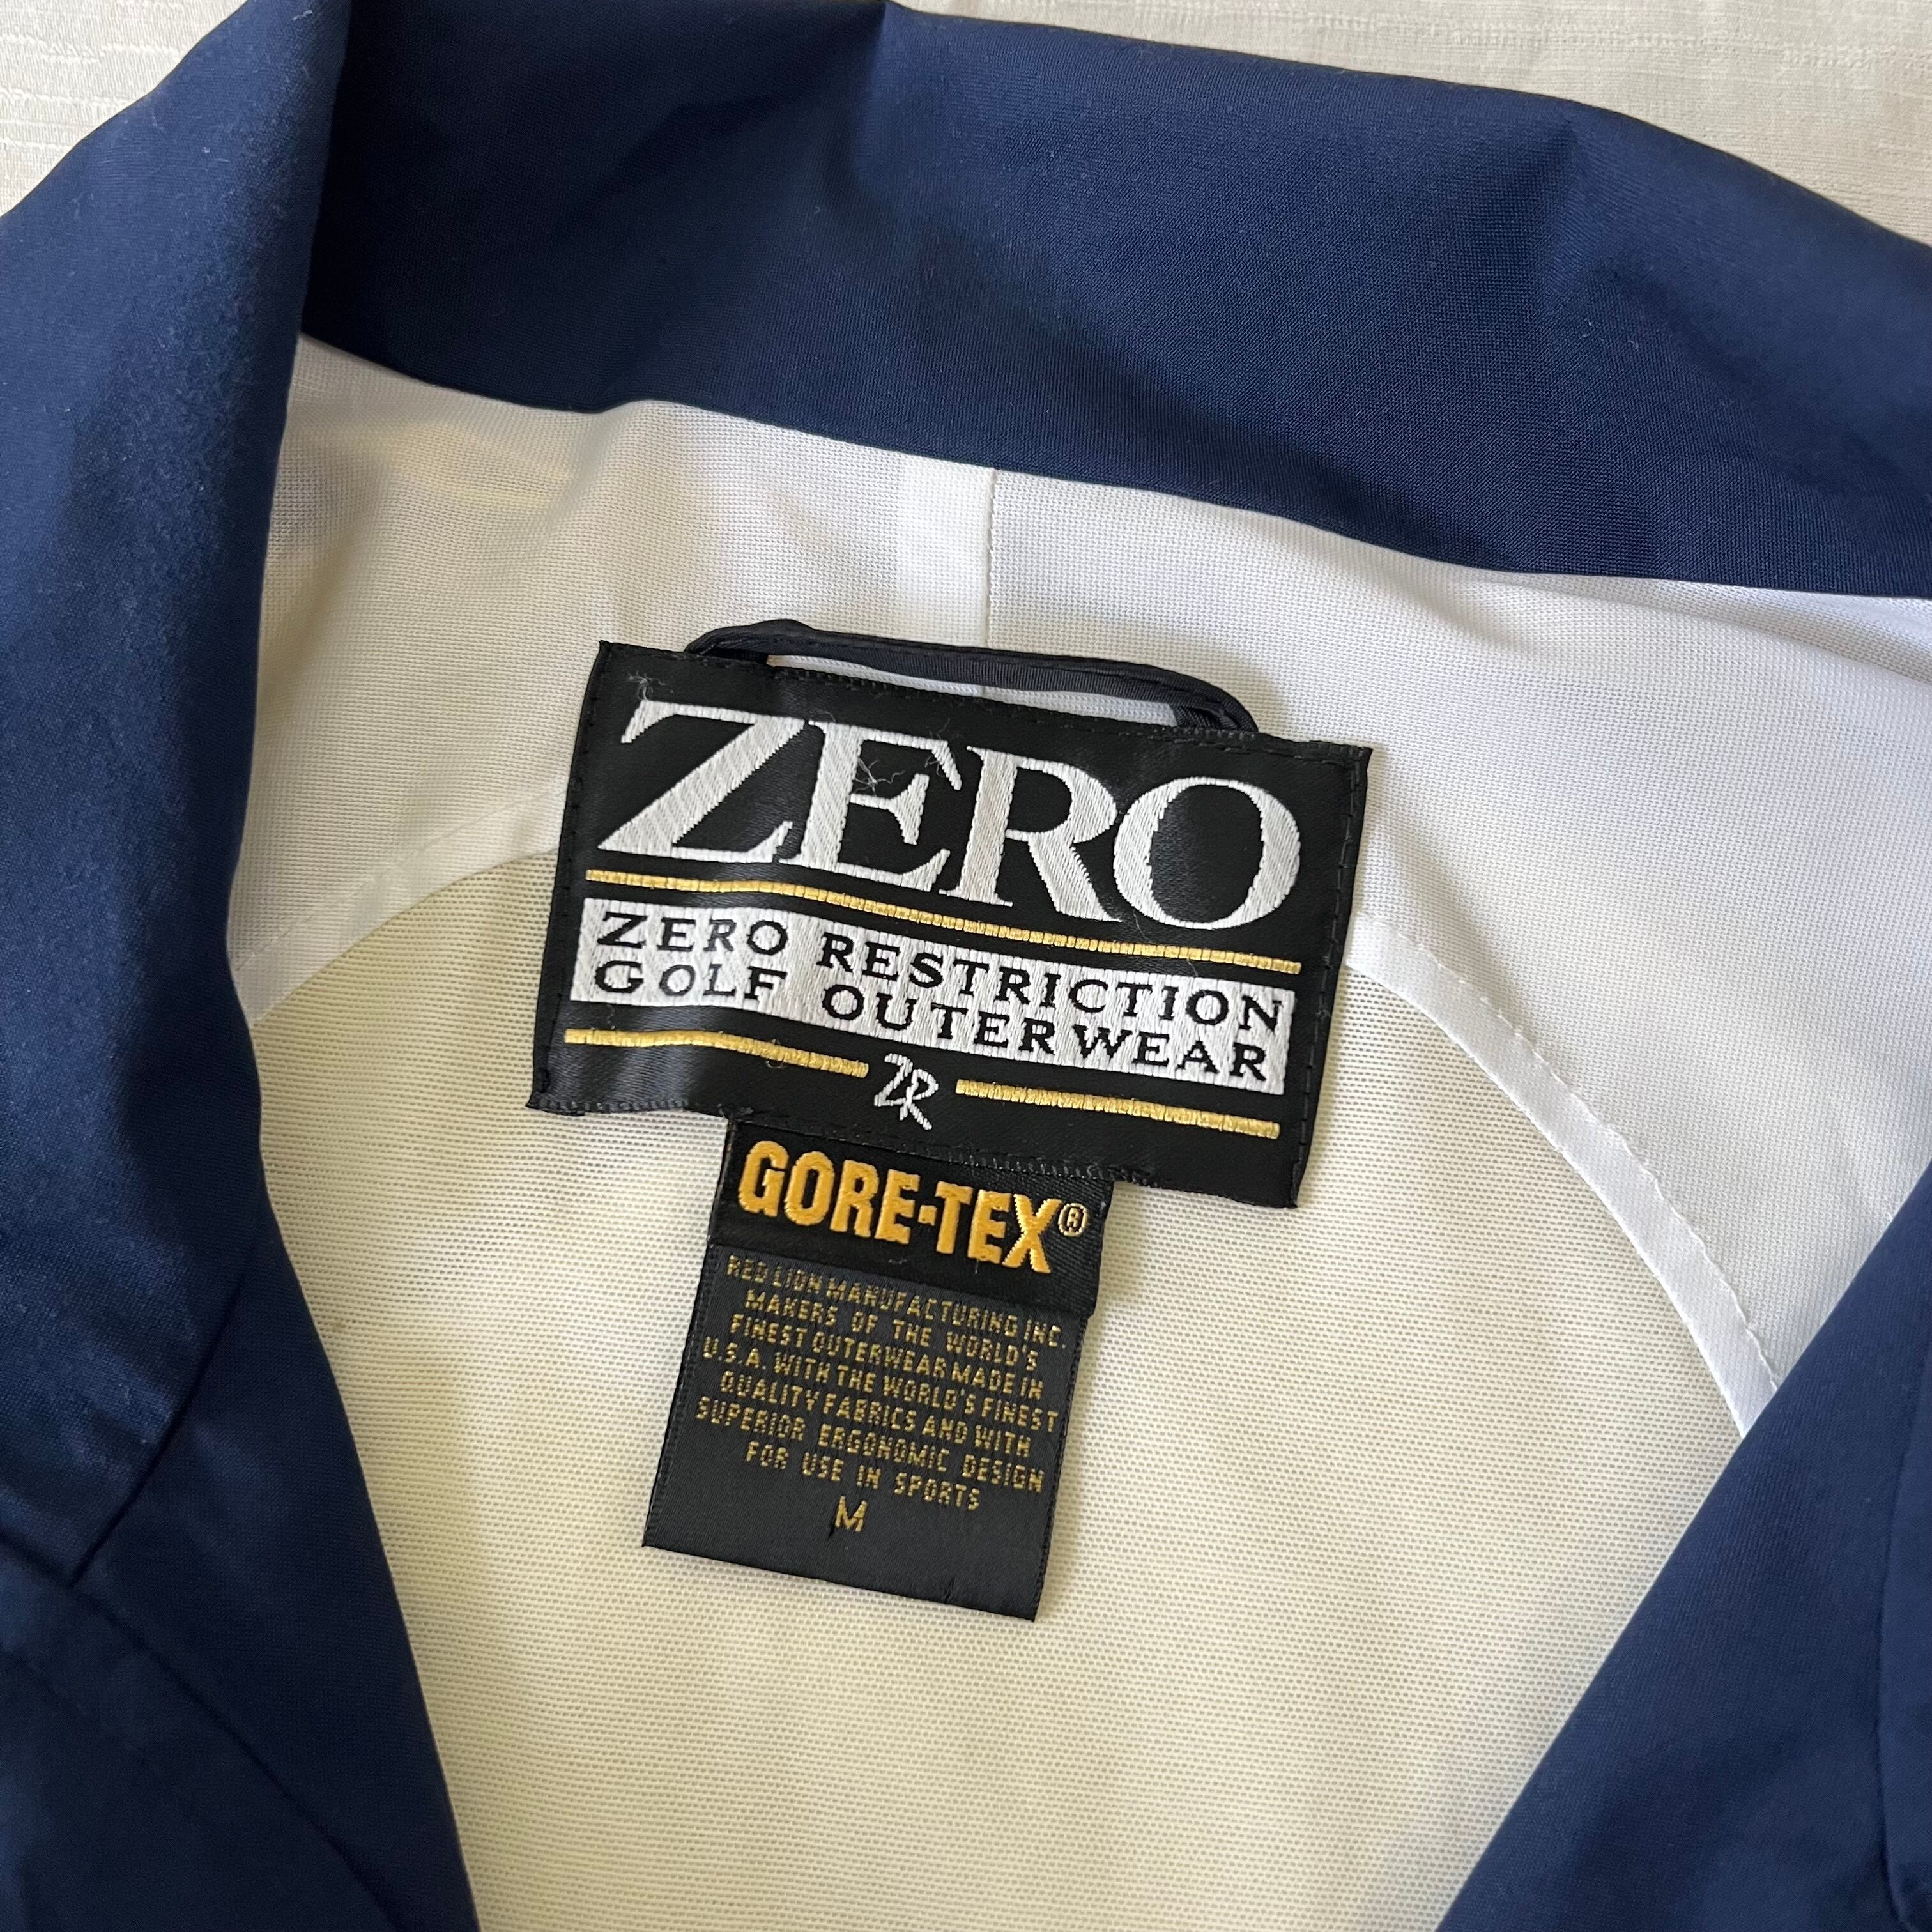 ZERO
ZERO RESTRICTION
GOLF OUTERWEAR
ZR
GORE-TEX®
RED LION MANUFACTURING INC.
MAKERS OF THE WORLD'S
FINEST OUTERWEAR MADE IN
U.S.A. WITH THE WORLD'S FINEST
QUALITY FABRICS AND WITH
SUPERIOR ERGONOMIC DESIGN
FOR USE IN SPORTS
M